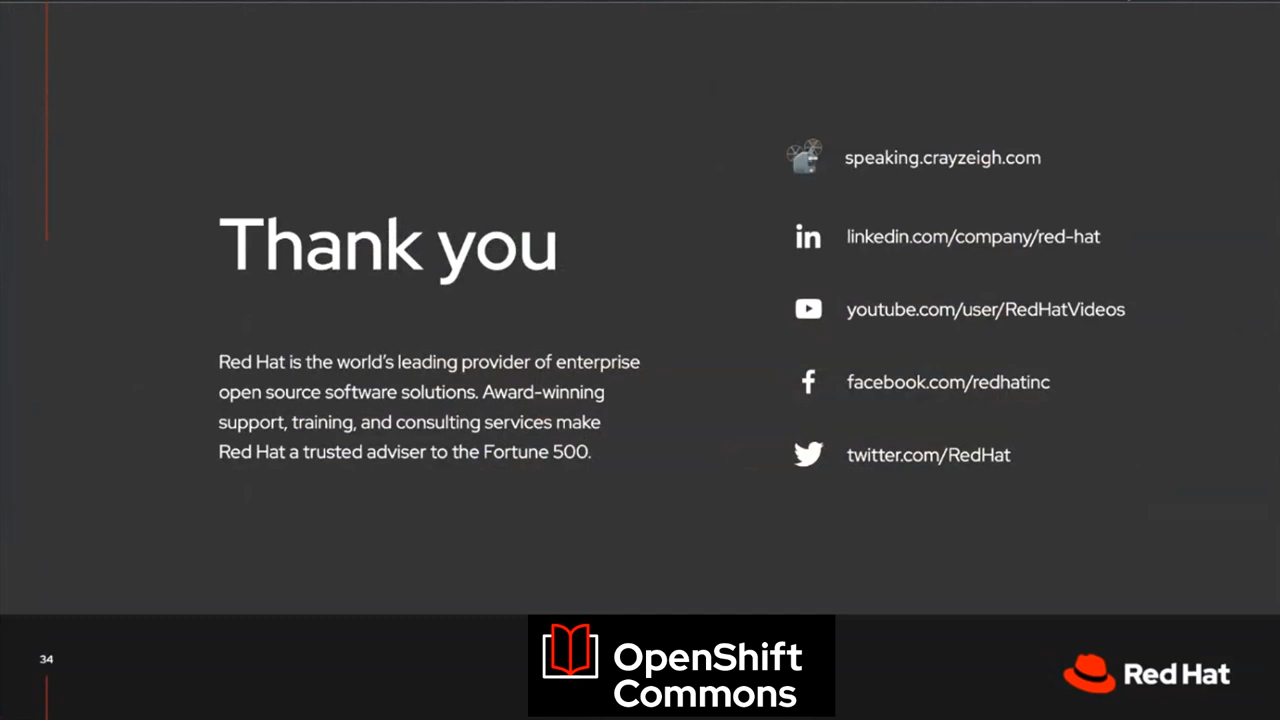 Thank you
Red Hat is the world's leading provider of enterprise
open source software solutions. Award-winning
support, training, and consulting services make
Red Hat a trusted adviser to the Fortune 500.
speaking.crayzeigh.com
linkedin.com/company/red-hat
youtube.com/user/RedHatVideos
facebook.com/redhatinc
twitter.com/RedHat
34
OpenShift
Commons
Red Hat